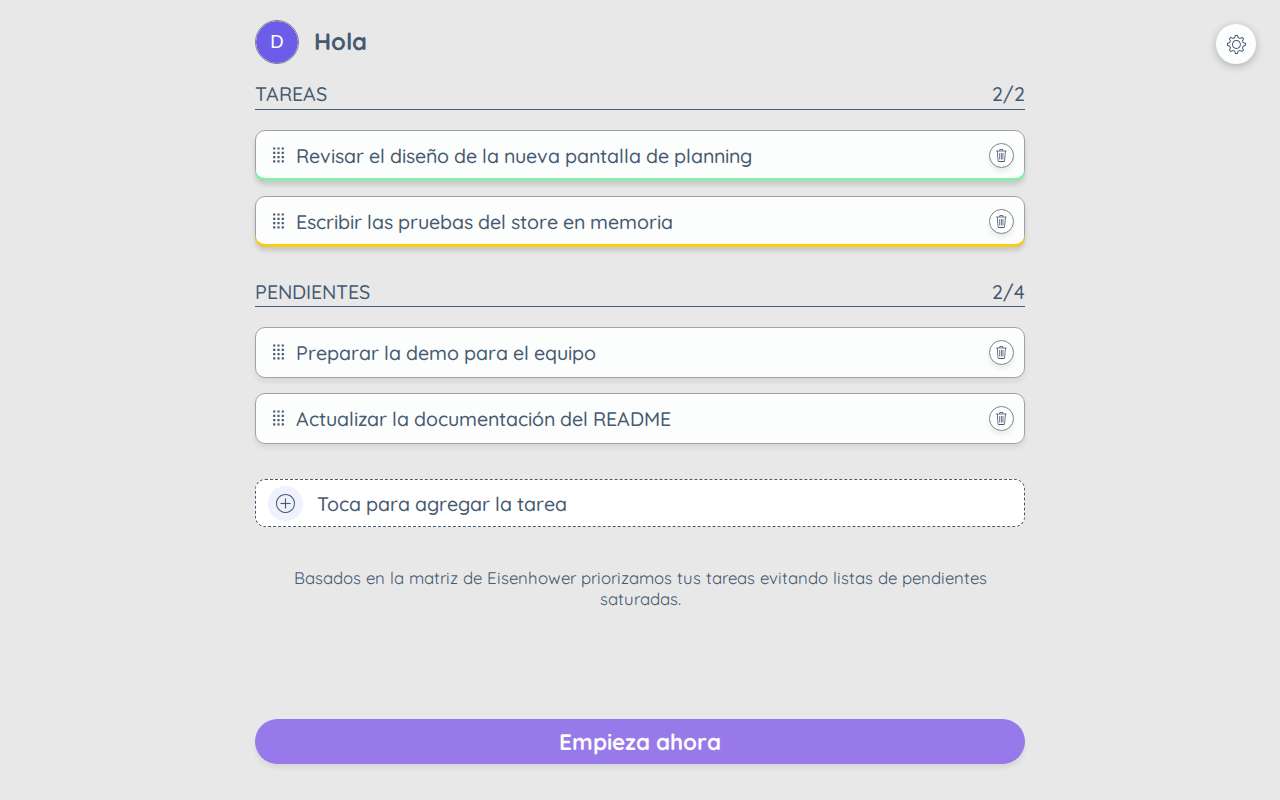 D Hola
TAREAS 2/2
Revisar el diseño de la nueva pantalla de planning
Escribir las pruebas del store en memoria
PENDIENTES 2/4
Preparar la demo para el equipo
Actualizar la documentación del README
Toca para agregar la tarea
Basados en la matriz de Eisenhower priorizamos tus tareas evitando listas de pendientes
saturadas.
Empieza ahora